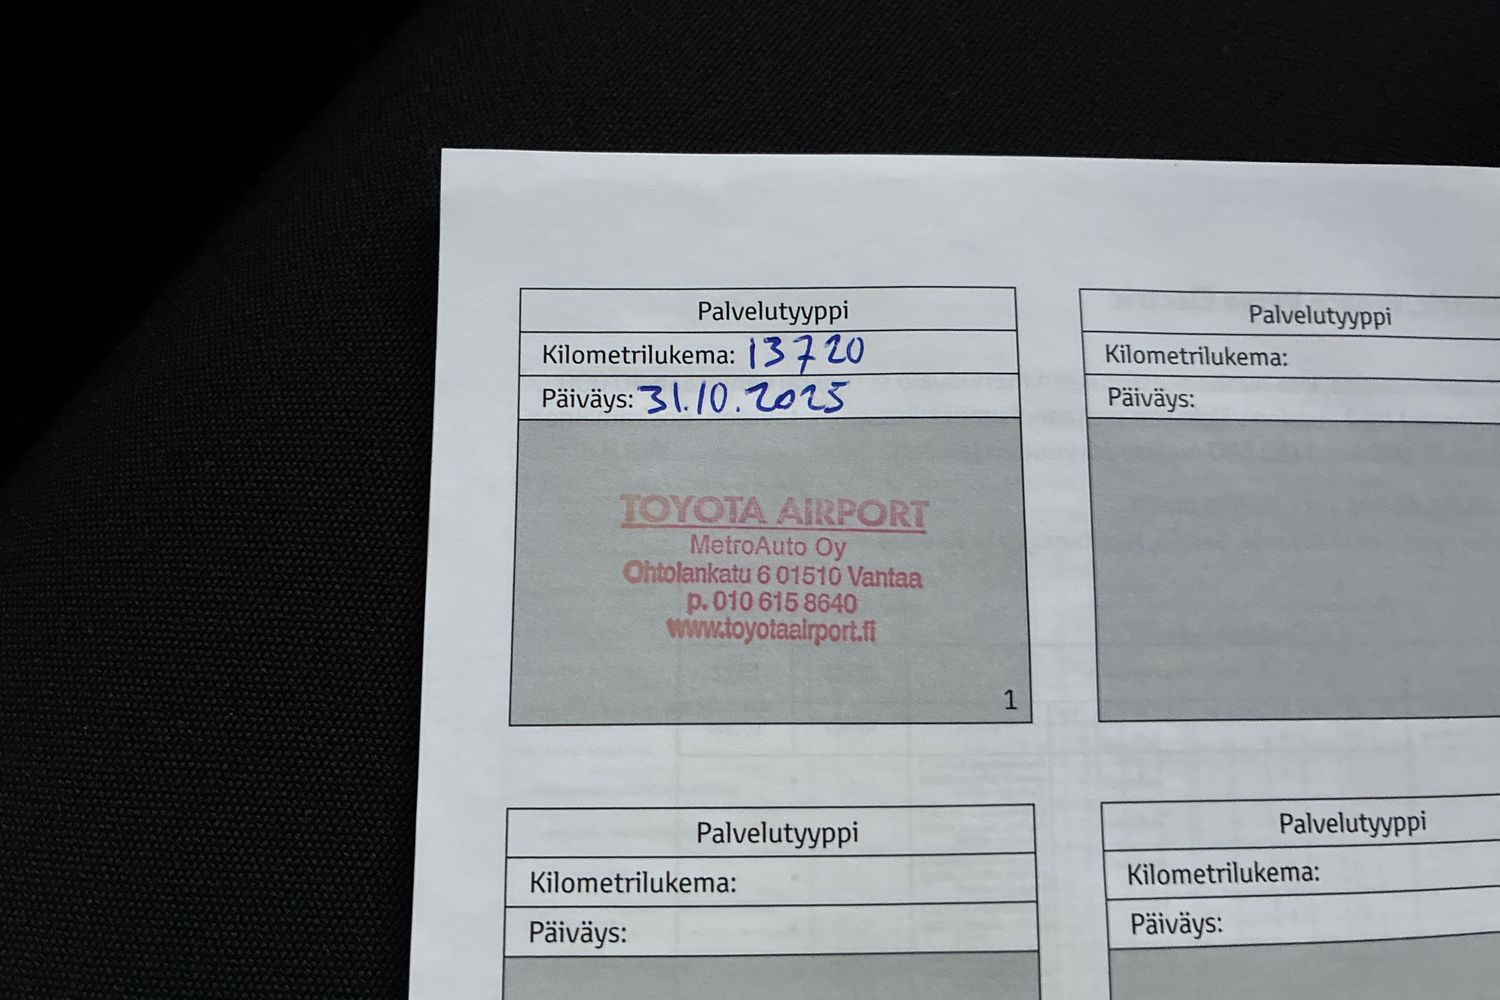 Palvelutyyppi
Kilometrilukema: 13720
Päiväys: 31.10.2025
TOYOTA AIRPORT
MetroAuto Oy
Ohtolankatu 6 01510 Vantaa
p. 010 615 8640
www.toyotaairport.fi
1
Palvelutyyppi
Kilometrilukema:
Päiväys:
Palvelutyyppi
Kilometrilukema:
Päiväys:
Palvelutyyppi
Kilometrilukema:
Päiväys: